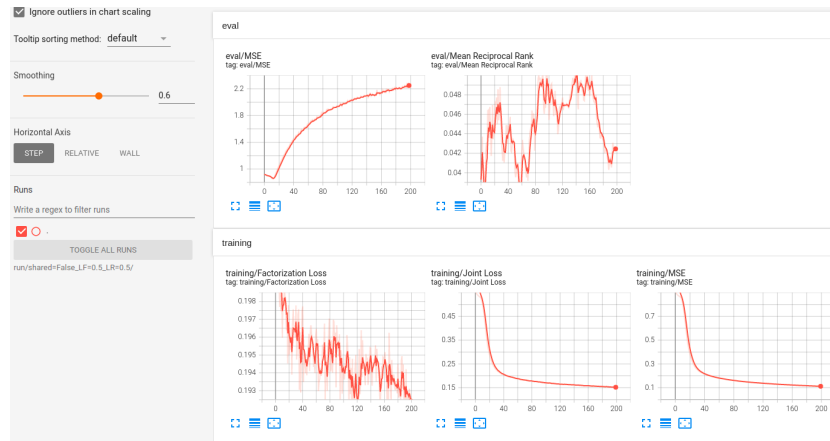 Ignore outliers in chart scaling
Tooltip sorting method: default
Smoothing
0.6
Horizontal Axis
STEP RELATIVE WALL
Runs
Write a regex to filter runs
.
TOGGLE ALL RUNS
run/shared=False_LF=0.5_LR=0.5/
eval
eval/MSE
tag: eval/MSE
2.2
1.8
1.4
1
0 40 80 120 160 200
eval/Mean Reciprocal Rank
tag: eval/Mean Reciprocal Rank
0.048
0.046
0.044
0.042
0.04
0 40 80 120 160 200
training
training/Factorization Loss
tag: training/Factorization Loss
0.198
0.197
0.196
0.195
0.194
0.193
0 40 80 120 160 200
training/Joint Loss
tag: training/Joint Loss
0.45
0.35
0.25
0.15
0 40 80 120 160 200
training/MSE
tag: training/MSE
0.7
0.5
0.3
0.1
0 40 80 120 160 200